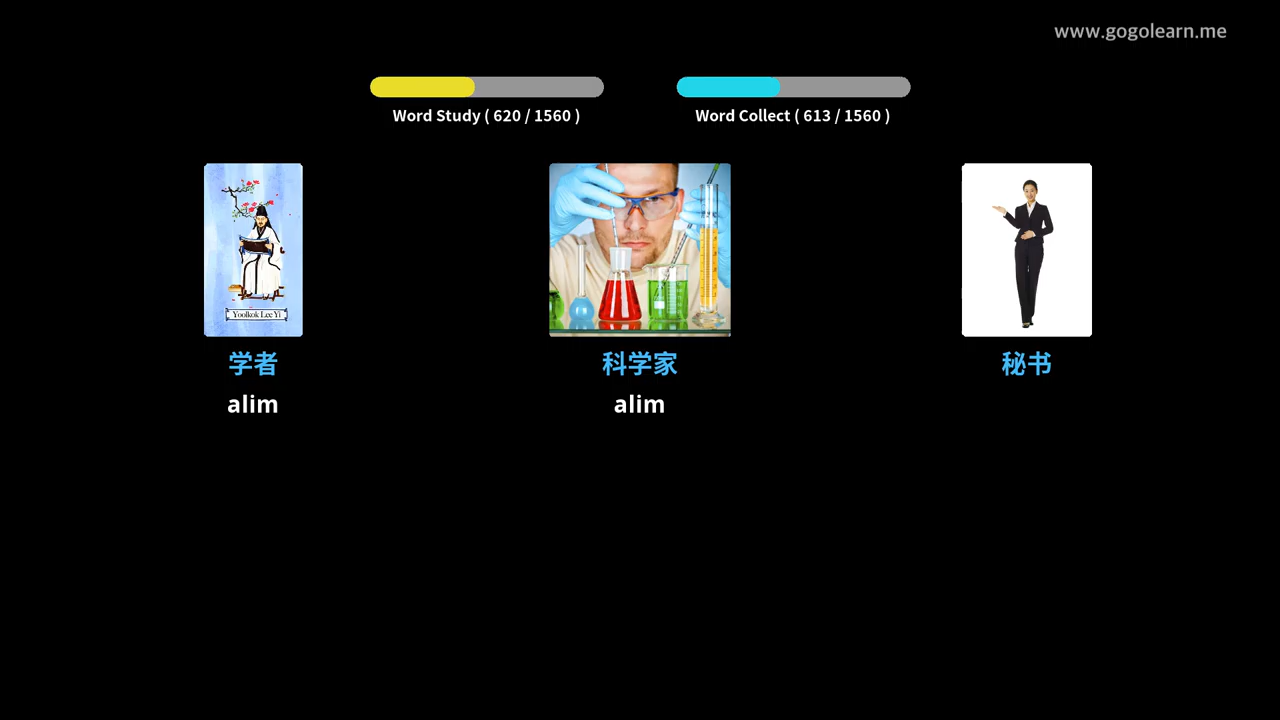 www.gogolearn.me
Word Study ( 620 / 1560 )
Word Collect ( 613 / 1560 )
Yoolkok Lee Yi
学者
科学家
秘书
alim
alim